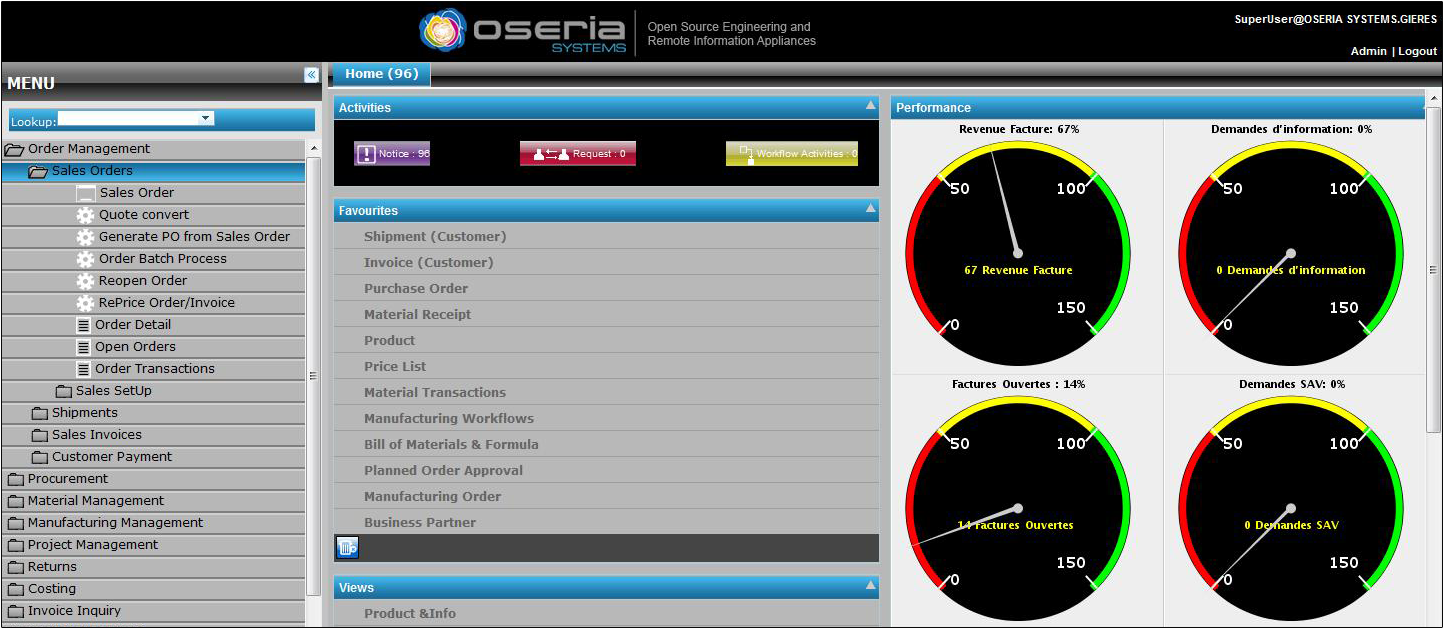 oseria
SYSTEMS
Open Source Engineering and
Remote Information Appliances
SuperUser@OSERIA SYSTEMS.GIERES
Admin | Logout
MENU
«
Lookup:
Order Management
Sales Orders
Sales Order
Quote convert
Generate PO from Sales Order
Order Batch Process
Reopen Order
RePrice Order/Invoice
Order Detail
Open Orders
Order Transactions
Sales SetUp
Shipments
Sales Invoices
Customer Payment
Procurement
Material Management
Manufacturing Management
Project Management
Returns
Costing
Invoice Inquiry
Home (96)
Activities
Notice : 96
Request : 0
Workflow Activities : 0
Favourites
Shipment (Customer)
Invoice (Customer)
Purchase Order
Material Receipt
Product
Price List
Material Transactions
Manufacturing Workflows
Bill of Materials & Formula
Planned Order Approval
Manufacturing Order
Business Partner
Views
Product &Info
Performance
Revenue Facture: 67%
50
100
67 Revenue Facture
150
0
Demandes d'information: 0%
50
100
0 Demandes d'information
150
0
Factures Ouvertes : 14%
50
100
14 Factures Ouvertes
150
0
Demandes SAV: 0%
50
100
0 Demandes SAV
150
0